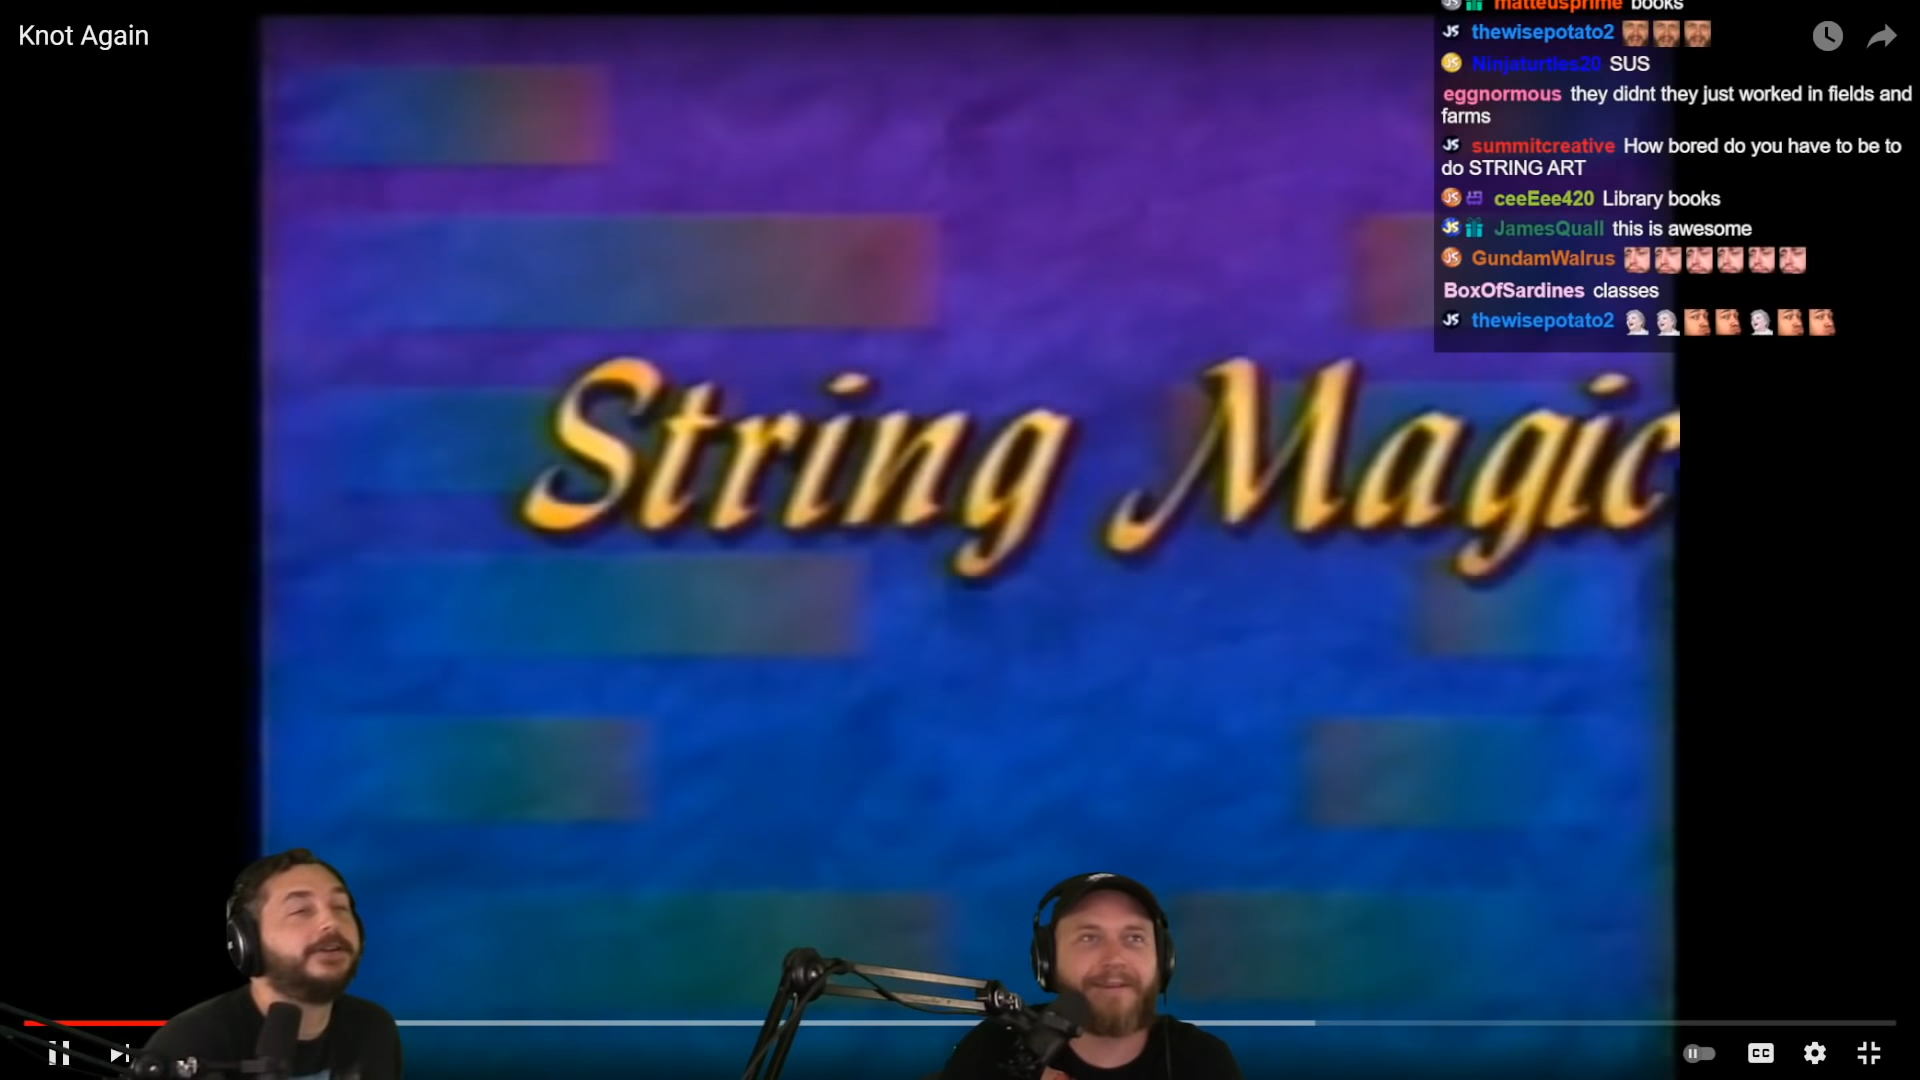 Knot Again
matteusprime books
thewisepotato2
Ninjaturtles20 SUS
eggnormous they didnt they just worked in fields and
farms
summitcreative How bored do you have to be to
do STRING ART
ceeEee420 Library books
JamesQuall this is awesome
GundamWalrus
BoxOfSardines classes
thewisepotato2
String Magic
CC